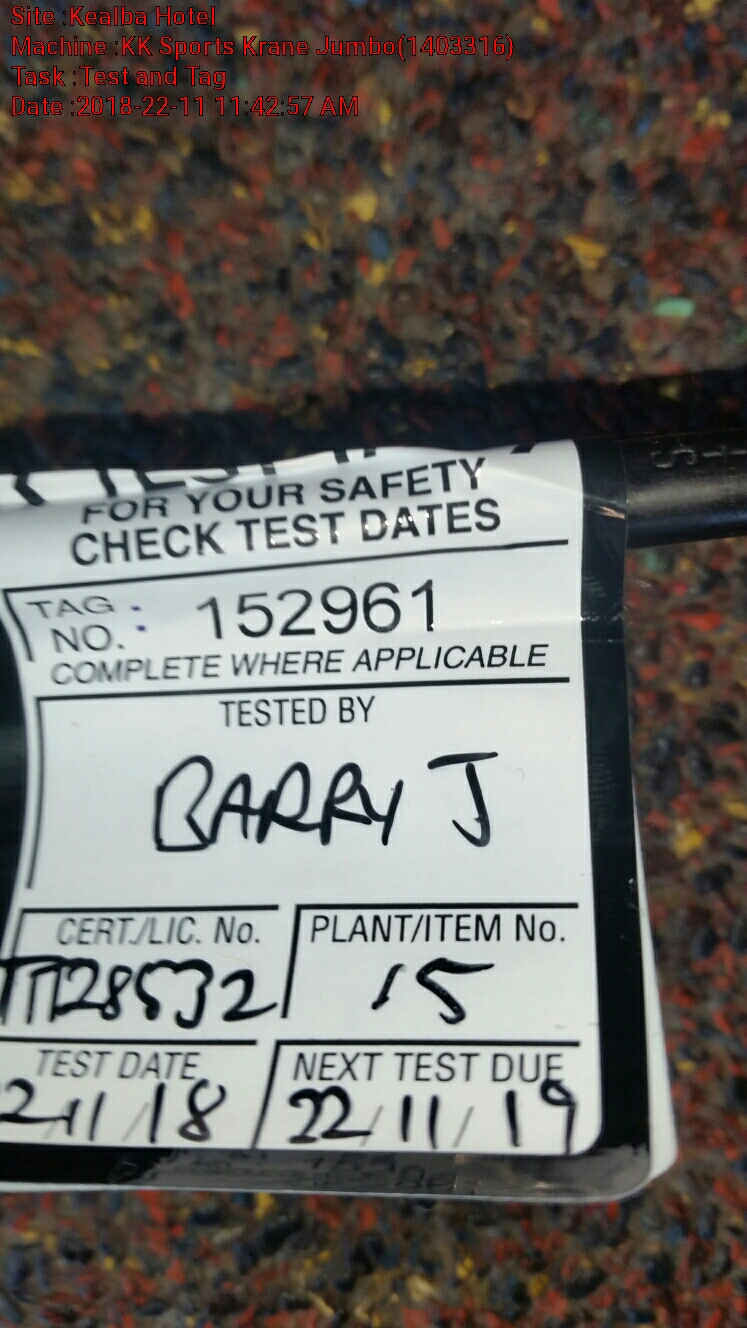 Site :Kealba Hotel
Machine :KK Sports Krane Jumbo(1403316)
Task :Test and Tag
Date :2018-22-11 11:42:57 AM
FOR YOUR SAFETY
CHECK TEST DATES
TAG NO. : 152961
COMPLETE WHERE APPLICABLE
TESTED BY
BARRY J
CERT./LIC. No. PLANT/ITEM No.
TT28532 15
TEST DATE NEXT TEST DUE
2/11/18 22/11/19